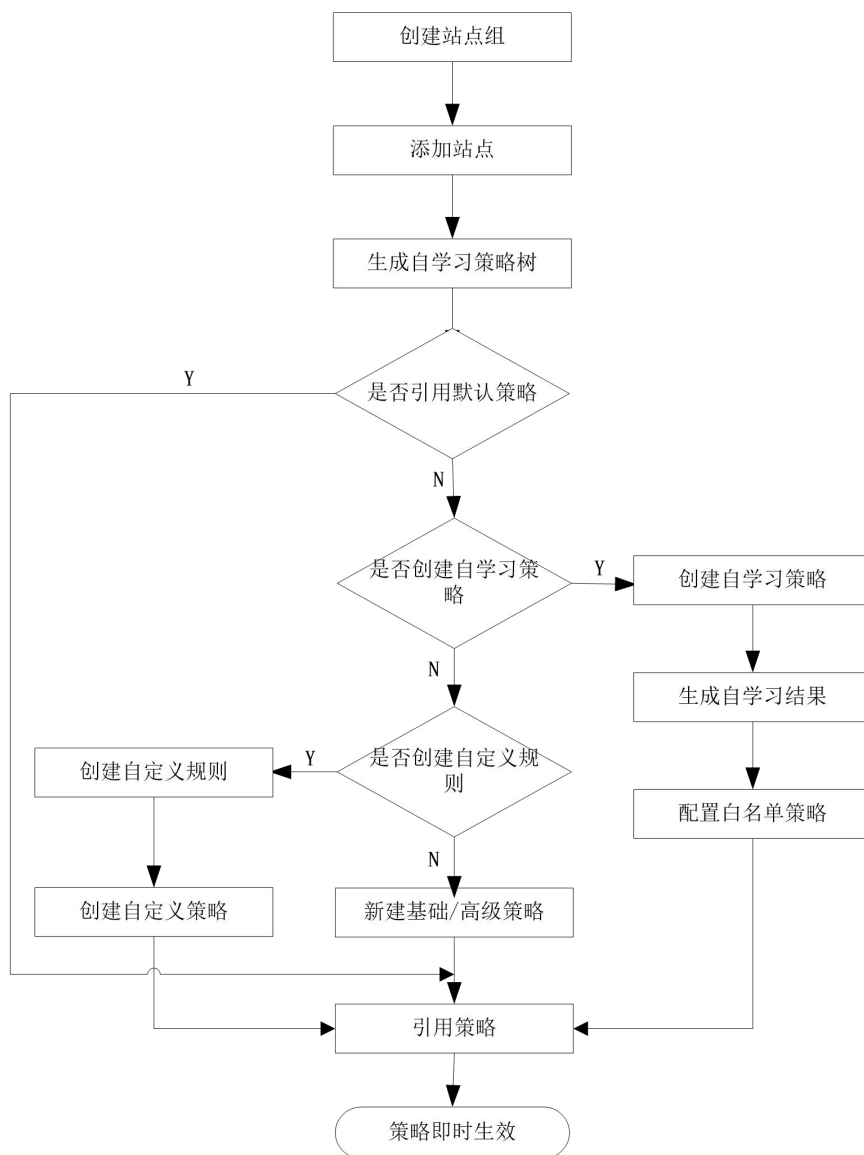 创建站点组
添加站点
生成自学习策略树
Y
是否引用默认策略
N
是否创建自学习策
略
Y
创建自学习策略
N
生成自学习结果
创建自定义规则
Y
是否创建自定义规
则
配置白名单策略
N
创建自定义策略
新建基础/高级策略
引用策略
策略即时生效